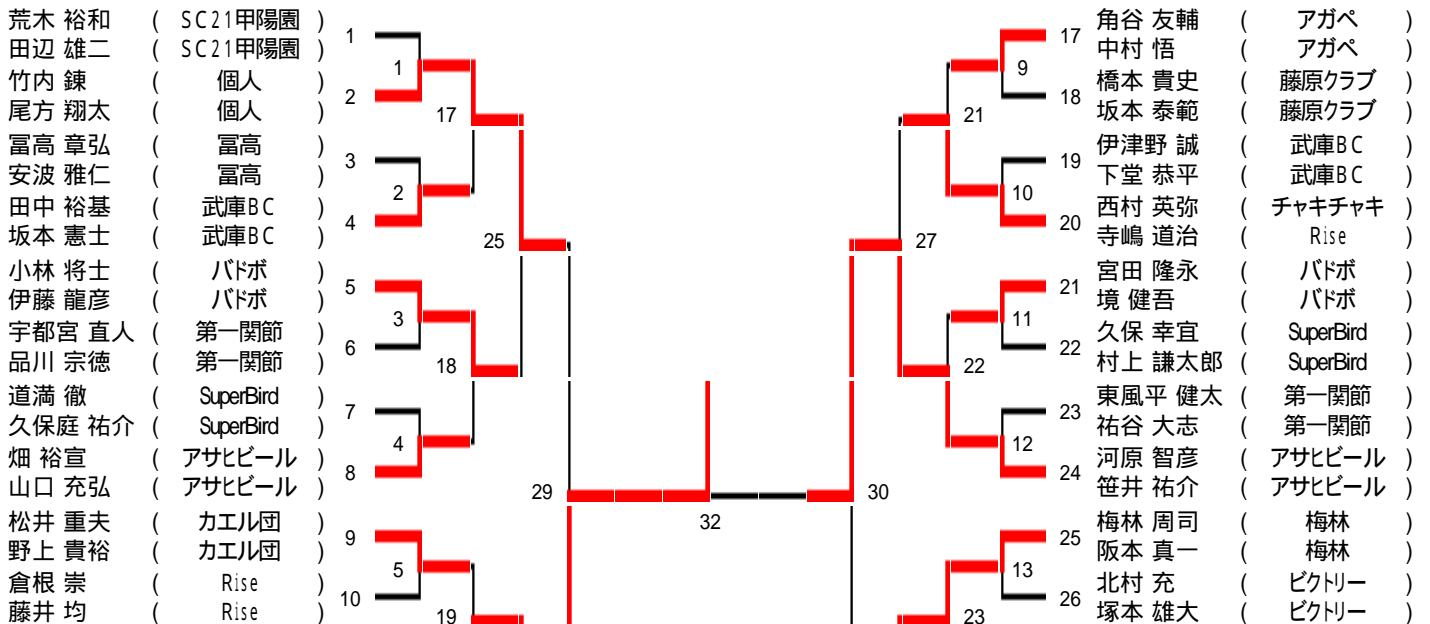 荒木 裕和 ( SC21甲陽園 )
田辺 雄二 ( SC21甲陽園 )
1
竹内 錬 ( 個人 )
尾方 翔太 ( 個人 )
2
冨高 章弘 ( 冨高 )
安波 雅仁 ( 冨高 )
3
田中 裕基 ( 武庫BC )
坂本 憲士 ( 武庫BC )
4
小林 将士 ( バドボ )
伊藤 龍彦 ( バドボ )
5
宇都宮 直人 ( 第一関節 )
品川 宗徳 ( 第一関節 )
6
道満 徹 ( SuperBird )
久保庭 祐介 ( SuperBird )
7
畑 裕宣 ( アサヒビール )
山口 充弘 ( アサヒビール )
8
松井 重夫 ( カエル団 )
野上 貴裕 ( カエル団 )
9
倉根 崇 ( Rise )
藤井 均 ( Rise )
10
1
2
3
4
5
17
18
19
25
29
32
30
27
21
22
23
9
10
11
12
13
17
角谷 友輔 ( アガペ )
中村 悟 ( アガペ )
18
橋本 貴史 ( 藤原クラブ )
坂本 泰範 ( 藤原クラブ )
19
伊津野 誠 ( 武庫BC )
下堂 恭平 ( 武庫BC )
20
西村 英弥 ( チャキチャキ )
寺嶋 道治 ( Rise )
21
宮田 隆永 ( バドボ )
境 健吾 ( バドボ )
22
久保 幸宜 ( SuperBird )
村上 謙太郎 ( SuperBird )
23
東風平 健太 ( 第一関節 )
祐谷 大志 ( 第一関節 )
24
河原 智彦 ( アサヒビール )
笹井 祐介 ( アサヒビール )
25
梅林 周司 ( 梅林 )
阪本 真一 ( 梅林 )
26
北村 充 ( ビクトリー )
塚本 雄大 ( ビクトリー )